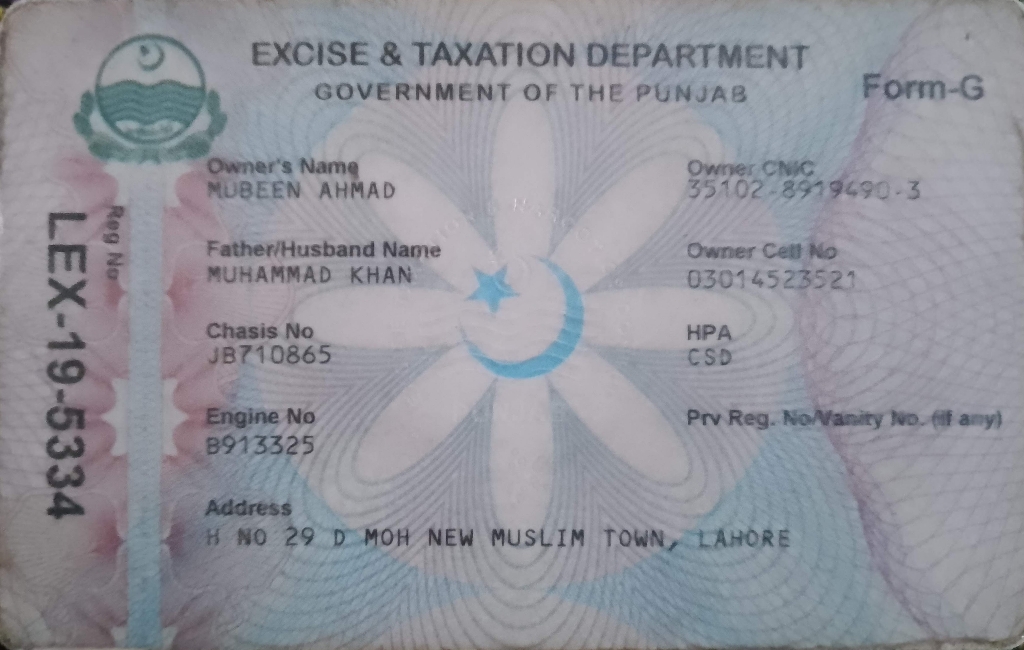 EXCISE & TAXATION DEPARTMENT
GOVERNMENT OF THE PUNJAB
Form-G
Reg No
LEX-19-5334
Owner's Name
MUBEEN AHMAD
Owner CNIC
35102-8919490-3
Father/Husband Name
MUHAMMAD KHAN
Owner Cell No
03014523521
Chasis No
JB710865
HPA
CSD
Engine No
B913325
Prv Reg. No/Vanity No. (if any)
Address
H NO 29 D MOH NEW MUSLIM TOWN, LAHORE